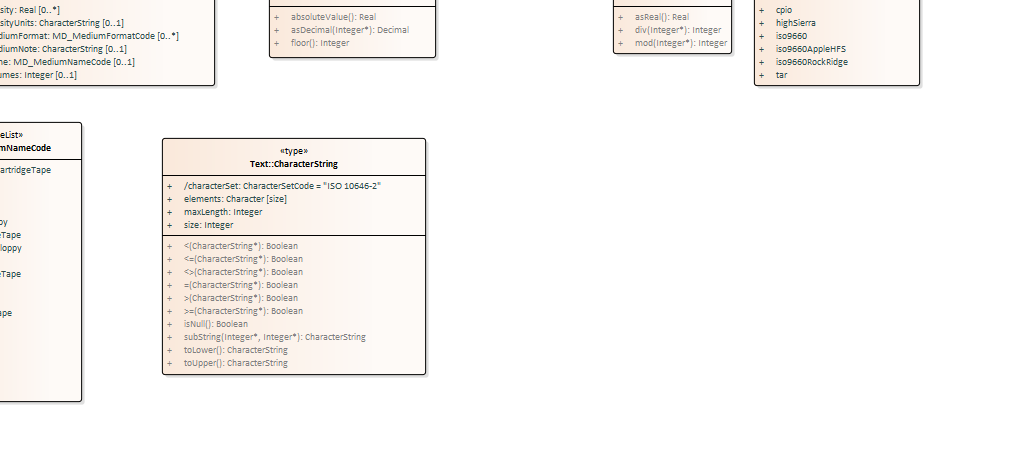 sity: Real [0..*]
sityUnits: CharacterString [0..1]
diumFormat: MD_MediumFormatCode [0..*]
diumNote: CharacterString [0..1]
ne: MD_MediumNameCode [0..1]
umes: Integer [0..1]
+ absoluteValue(): Real
+ asDecimal(Integer*): Decimal
+ floor(): Integer
+ asReal(): Real
+ div(Integer*): Integer
+ mod(Integer*): Integer
+ cpio
+ highSierra
+ iso9660
+ iso9660AppleHFS
+ iso9660RockRidge
+ tar
eList»
mNameCode
artridgeTape
py
eTape
loppy
eTape
ape
«type»
Text::CharacterString
+ /characterSet: CharacterSetCode = "ISO 10646-2"
+ elements: Character [size]
+ maxLength: Integer
+ size: Integer
+ <(CharacterString*): Boolean
+ <=(CharacterString*): Boolean
+ <>(CharacterString*): Boolean
+ =(CharacterString*): Boolean
+ >(CharacterString*): Boolean
+ >=(CharacterString*): Boolean
+ isNull(): Boolean
+ subString(Integer*, Integer*): CharacterString
+ toLower(): CharacterString
+ toUpper(): CharacterString